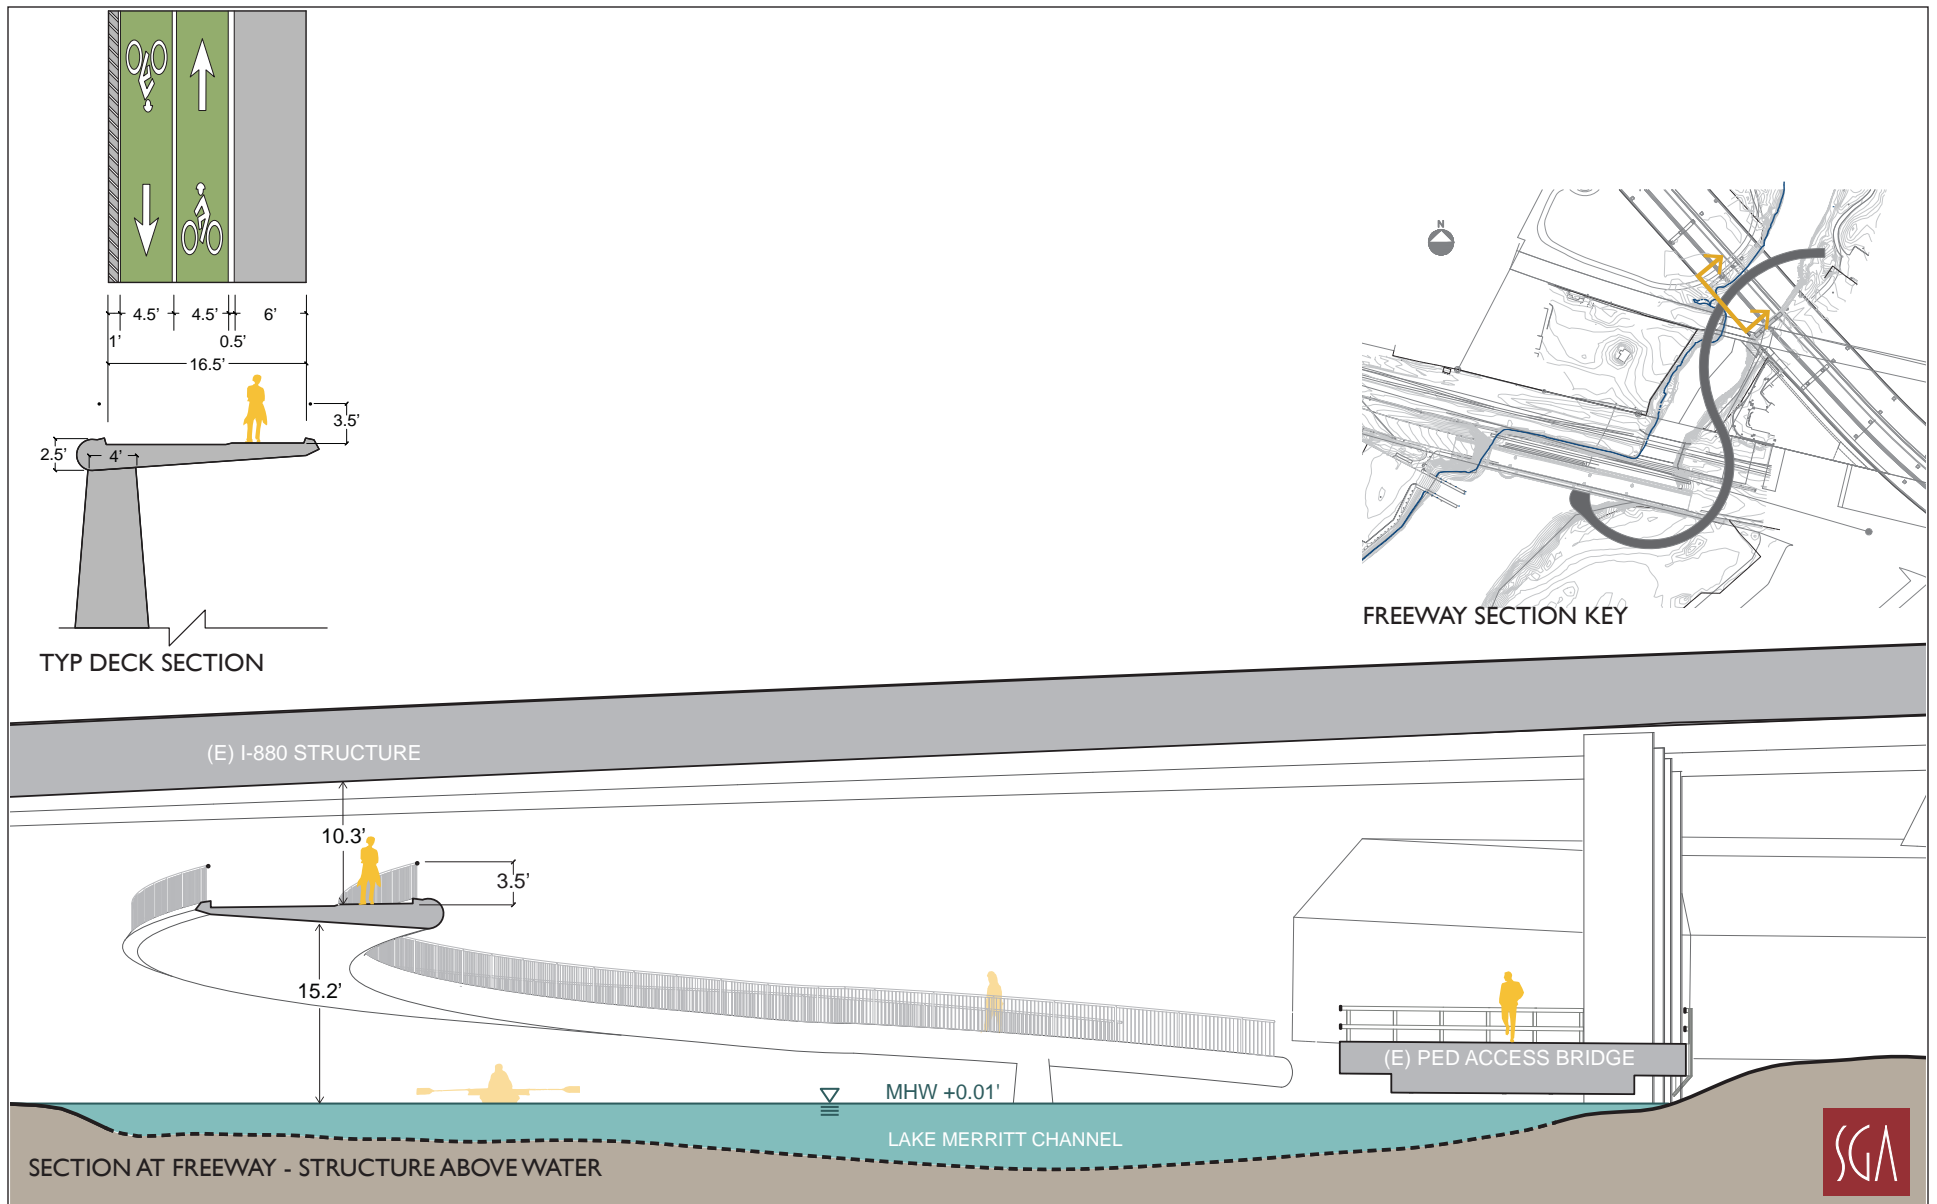 4.5’ 4.5’ 6’
1’ 0.5’
16.5’
3.5’
2.5’ 4’
TYP DECK SECTION
N
FREEWAY SECTION KEY
(E) I-880 STRUCTURE
10.3’
3.5’
15.2’
(E) PED ACCESS BRIDGE
MHW +0.01’
LAKE MERRITT CHANNEL
SECTION AT FREEWAY - STRUCTURE ABOVE WATER
SGA